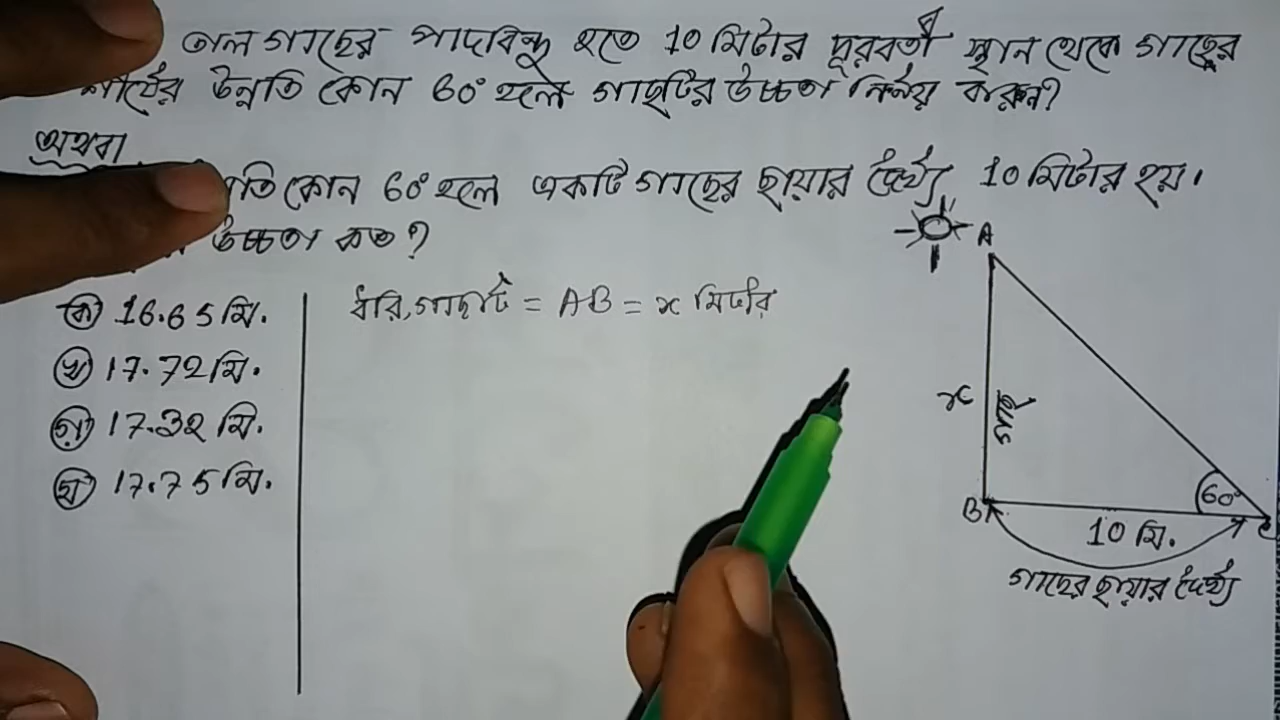 তাল গাছের পাদবিন্দু হতে 10 মিটার দূরবর্তী স্থান থেকে গাছের
শীর্ষের উন্নতি কোন 60° হলে গাছটির উচ্চতা নির্নয় করুন?
অথবা
কোন 60° হলে একটি গাছের ছায়ার দৈর্ঘ্য 10 মিটার হয়।
উচ্চতা কত?
(ক) 16.65 মি.
(খ) 17.72 মি.
(গ) 17.32 মি.
(ঘ) 17.75 মি.
ধরি, গাছটি = AB = x মিটার
A
x
গাছ
B
60°
C
10 মি.
গাছের ছায়ার দৈর্ঘ্য